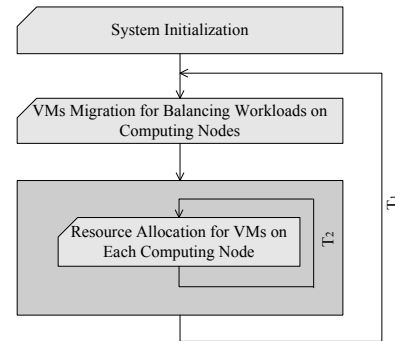 System Initialization
VMs Migration for Balancing Workloads on
Computing Nodes
Resource Allocation for VMs on
Each Computing Node
T2
T1